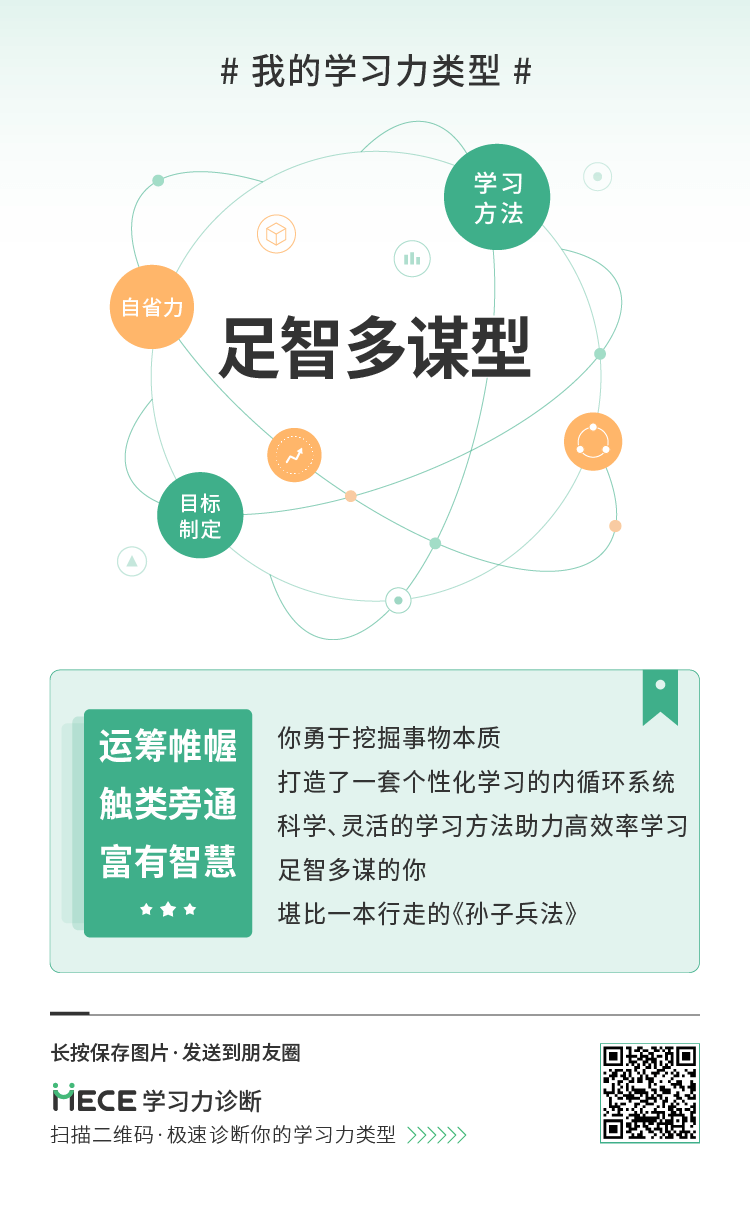 # 我的学习力类型 #
学习
方法
自省力
足智多谋型
目标
制定
运筹帷幄
触类旁通
富有智慧
你勇于挖掘事物本质
打造了一套个性化学习的内循环系统
科学、灵活的学习方法助力高效率学习
足智多谋的你
堪比一本行走的《孙子兵法》
长按保存图片·发送到朋友圈
MECE 学习力诊断
扫描二维码·极速诊断你的学习力类型